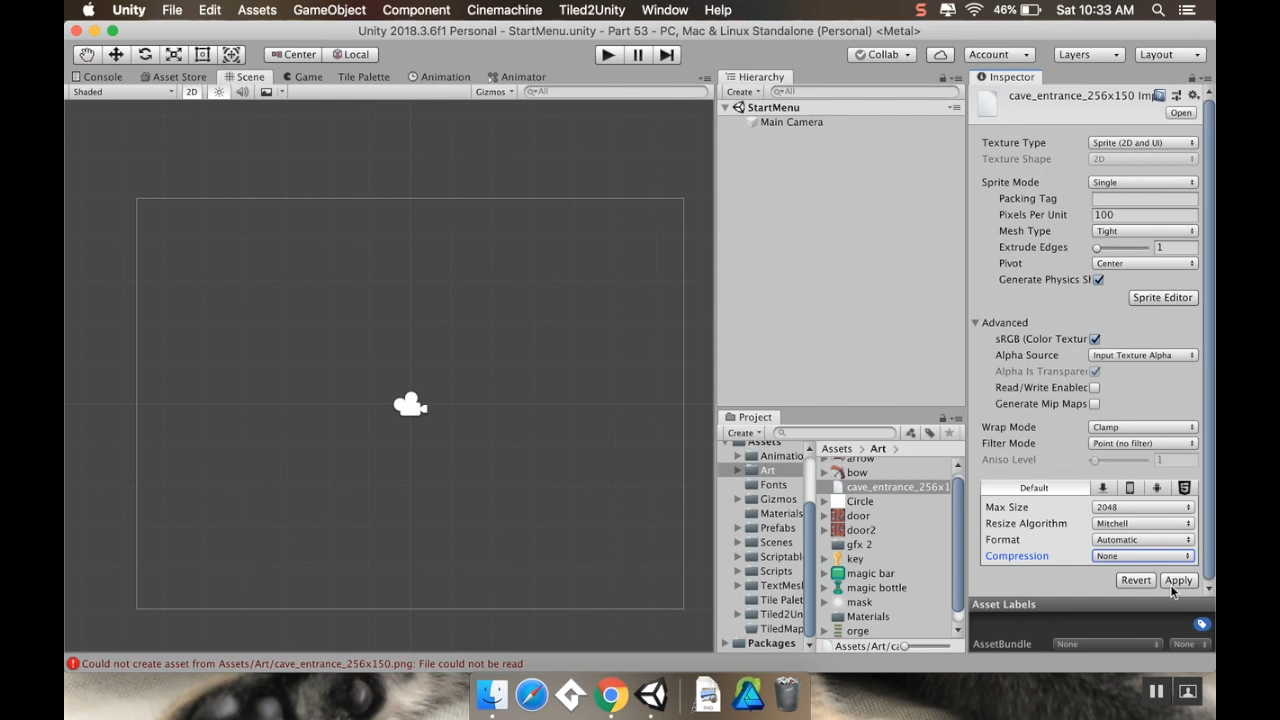 Unity File Edit Assets GameObject Component Cinemachine Tiled2Unity Window Help 46% Sat 10:33 AM
Unity 2018.3.6f1 Personal - StartMenu.unity - Part 53 - PC, Mac & Linux Standalone (Personal) <Metal>
Center Local Collab Account Layers Layout
Console Asset Store Scene Game Tile Palette Animation Animator Hierarchy Inspector
Shaded 2D Gizmos All Create All
cave_entrance_256x150 Imp
Open
StartMenu
Main Camera
Texture Type Sprite (2D and UI)
Texture Shape 2D
Sprite Mode Single
Packing Tag
Pixels Per Unit 100
Mesh Type Tight
Extrude Edges 1
Pivot Center
Generate Physics Sh
Sprite Editor
Advanced
sRGB (Color Textur
Alpha Source Input Texture Alpha
Alpha Is Transpare
Read/Write Enabled
Generate Mip Maps
Wrap Mode Clamp
Filter Mode Point (no filter)
Aniso Level 1
Default
Max Size 2048
Resize Algorithm Mitchell
Format Automatic
Compression None
Revert Apply
Asset Labels
AssetBundle None None
Project
Create
Assets
Animatio
Art
Fonts
Gizmos
Materials
Prefabs
Scenes
Scriptabl
Scripts
TextMesh
Tile Palet
Tiled2Un
TiledMap
Packages
Assets Art
arrow
bow
cave_entrance_256x1
Circle
door
door2
gfx 2
key
magic bar
magic bottle
mask
Materials
orge
Assets/Art/ca
Could not create asset from Assets/Art/cave_entrance_256x150.png: File could not be read